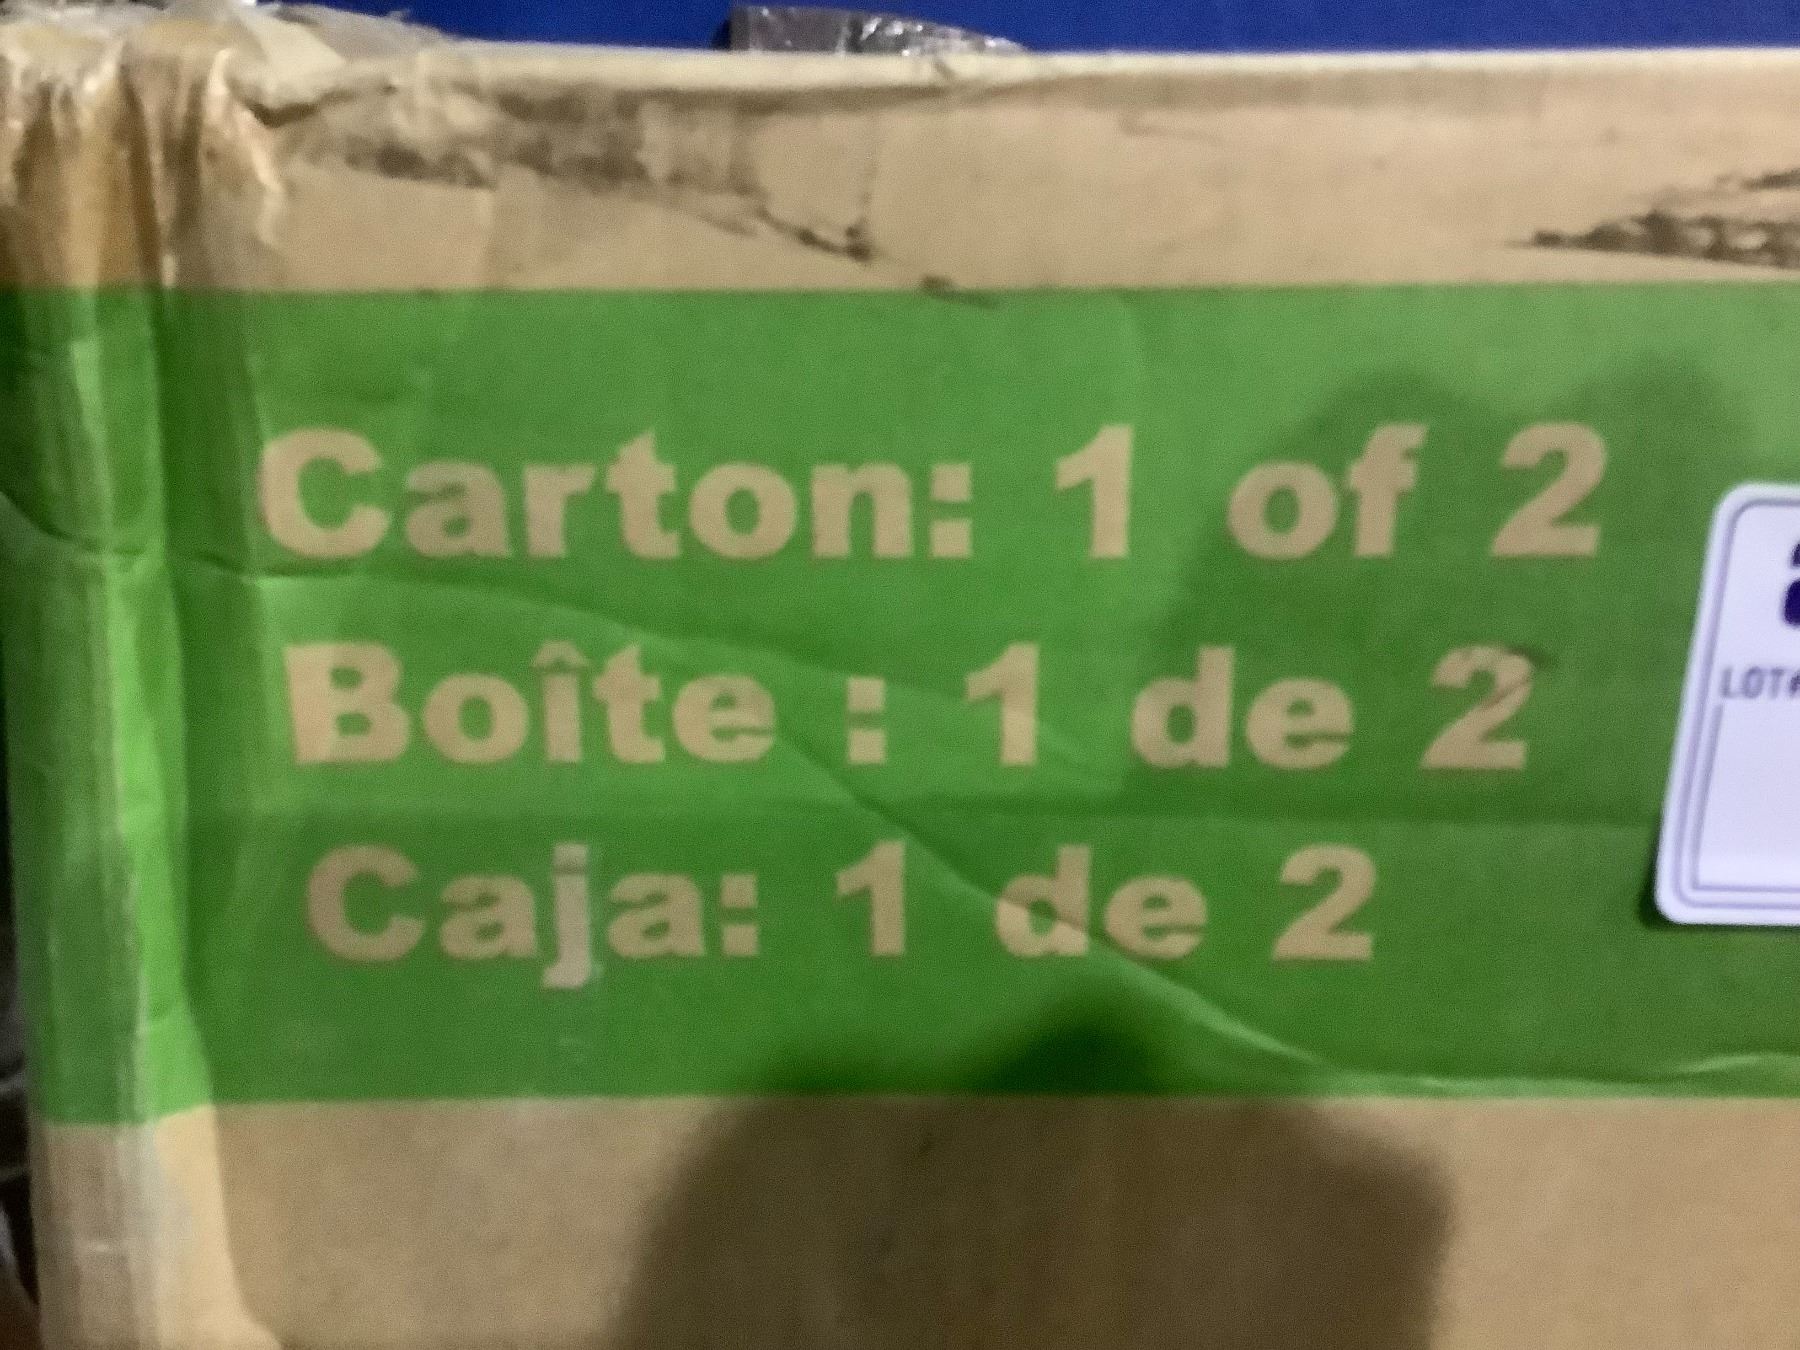 Carton: 1 of 2
Boîte : 1 de 2
Caja: 1 de 2